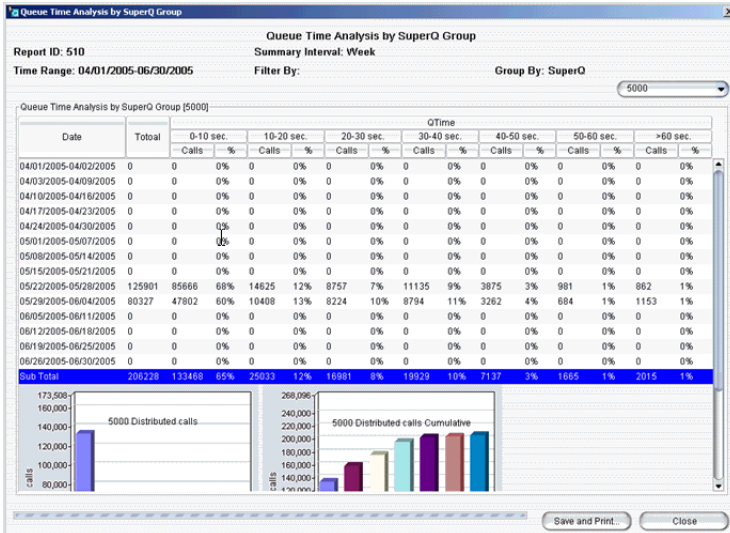 Queue Time Analysis by SuperQ Group
Queue Time Analysis by SuperQ Group
Report ID: 510 Summary Interval: Week
Time Range: 04/01/2005-06/30/2005 Filter By: Group By: SuperQ
5000
Queue Time Analysis by SuperQ Group [5000]
QTime
Date Totoal 0-10 sec. 10-20 sec. 20-30 sec. 30-40 sec. 40-50 sec. 50-60 sec. >60 sec.
Calls % Calls % Calls % Calls % Calls % Calls % Calls %
04/01/2005-04/02/2005 0 0 0% 0 0% 0 0% 0 0% 0 0% 0 0% 0 0%
04/03/2005-04/09/2005 0 0 0% 0 0% 0 0% 0 0% 0 0% 0 0% 0 0%
04/10/2005-04/16/2005 0 0 0% 0 0% 0 0% 0 0% 0 0% 0 0% 0 0%
04/17/2005-04/23/2005 0 0 0% 0 0% 0 0% 0 0% 0 0% 0 0% 0 0%
04/24/2005-04/30/2005 0 0 0% 0 0% 0 0% 0 0% 0 0% 0 0% 0 0%
05/01/2005-05/07/2005 0 0 0% 0 0% 0 0% 0 0% 0 0% 0 0% 0 0%
05/08/2005-05/14/2005 0 0 0% 0 0% 0 0% 0 0% 0 0% 0 0% 0 0%
05/15/2005-05/21/2005 0 0 0% 0 0% 0 0% 0 0% 0 0% 0 0% 0 0%
05/22/2005-05/28/2005 125901 85666 68% 14625 12% 8757 7% 11135 9% 3875 3% 981 1% 862 1%
05/29/2005-06/04/2005 80327 47802 60% 10408 13% 8224 10% 8794 11% 3262 4% 684 1% 1153 1%
06/05/2005-06/11/2005 0 0 0% 0 0% 0 0% 0 0% 0 0% 0 0% 0 0%
06/12/2005-06/18/2005 0 0 0% 0 0% 0 0% 0 0% 0 0% 0 0% 0 0%
06/19/2005-06/25/2005 0 0 0% 0 0% 0 0% 0 0% 0 0% 0 0% 0 0%
06/26/2005-06/30/2005 0 0 0% 0 0% 0 0% 0 0% 0 0% 0 0% 0 0%
Sub Total 206228 133468 65% 25033 12% 16981 8% 19929 10% 7137 3% 1665 1% 2015 1%
173,508
160,000
140,000
120,000
100,000
80,000
calls
5000 Distributed calls
268,096
240,000
220,000
200,000
180,000
160,000
140,000
120,000
calls
5000 Distributed calls Cumulative
Save and Print... Close